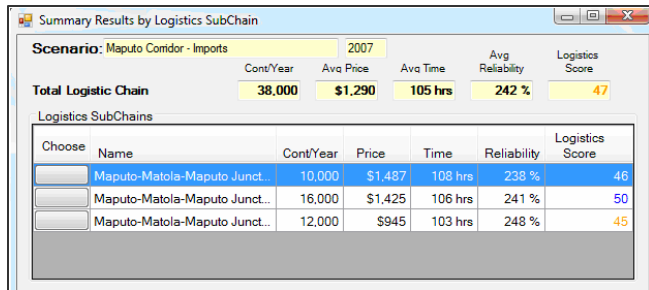 Summary Results by Logistics SubChain
Scenario: Maputo Corridor - Imports 2007
Cont/Year Avg Price Avg Time Avg Reliability Logistics Score
Total Logistic Chain 38,000 $1,290 105 hrs 242 % 47
Logistics SubChains
Choose Name Cont/Year Price Time Reliability Logistics Score
Maputo-Matola-Maputo Junct... 10,000 $1,487 108 hrs 238 % 46
Maputo-Matola-Maputo Junct... 16,000 $1,425 106 hrs 241 % 50
Maputo-Matola-Maputo Junct... 12,000 $945 103 hrs 248 % 45